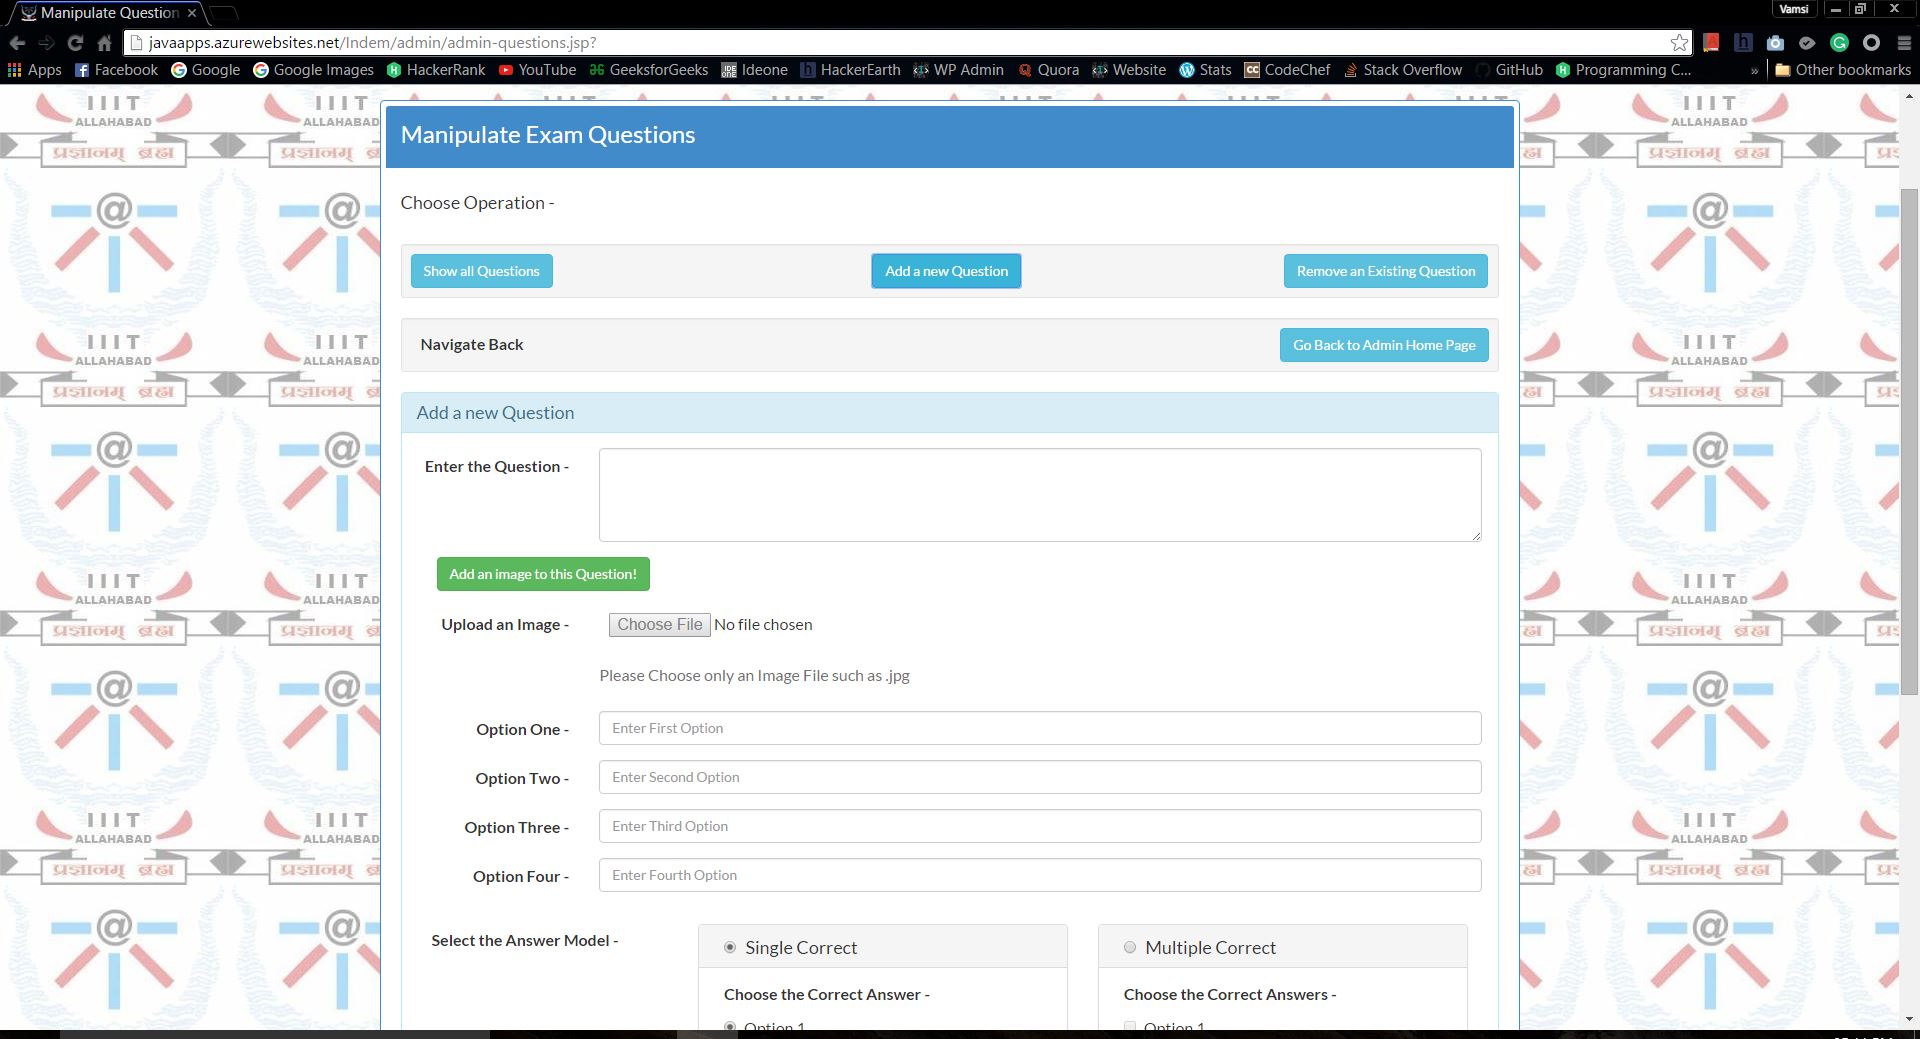 Manipulate Question
Vamsi
javaapps.azurewebsites.net/Indem/admin/admin-questions.jsp?
Apps Facebook Google Google Images HackerRank YouTube GeeksforGeeks Ideone HackerEarth WP Admin Quora Website Stats CodeChef Stack Overflow GitHub Programming C... » Other bookmarks
IIIT
ALLAHABAD
प्रज्ञानम् ब्रह्म
Manipulate Exam Questions
Choose Operation -
Show all Questions Add a new Question Remove an Existing Question
Navigate Back Go Back to Admin Home Page
Add a new Question
Enter the Question -
Add an image to this Question!
Upload an Image - Choose File No file chosen
Please Choose only an Image File such as .jpg
Option One - Enter First Option
Option Two - Enter Second Option
Option Three - Enter Third Option
Option Four - Enter Fourth Option
Select the Answer Model - Single Correct Multiple Correct
Choose the Correct Answer - Choose the Correct Answers -
Option 1 Option 1